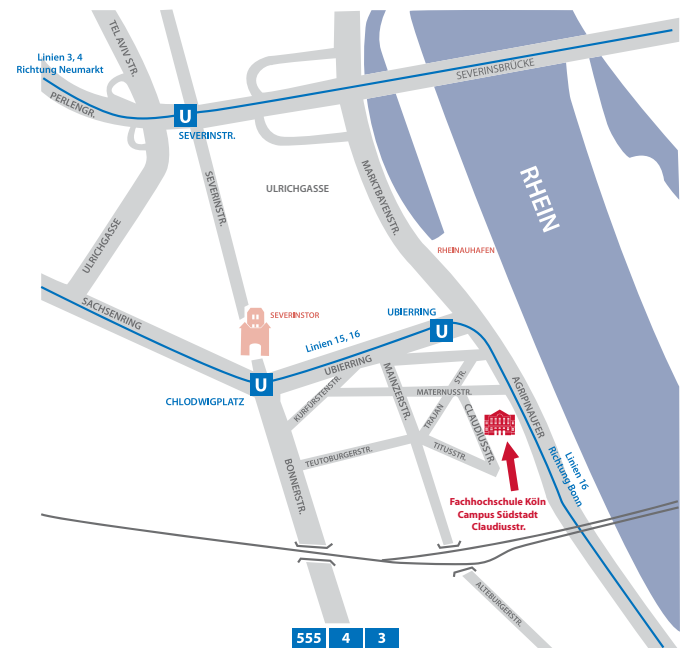 TEL AVIV STR.
Linien 3, 4
Richtung Neumarkt
PERLENGR.
U
SEVERINSTR.
SEVERINSBRÜCKE
SEVERINSTR.
ULRICHGASSE
MARKTBAYENSTR.
RHEIN
ULRICHGASSE
RHEINAUHAFEN
SACHSENRING
SEVERINSTOR
UBIERRING
U
Linien 15, 16
UBIERRING
U
CHLODWIGPLATZ
KURFÜRSTENSTR.
MAINZERSTR.
MATERNUSSTR.
TRAJAN
STR.
CLAUDIUSSTR.
AGRIPINAUFER
TEUTOBURGERSTR.
TITUSSTR.
BONNERSTR.
Linien 16
Richtung Bonn
Fachhochschule Köln
Campus Südstadt
Claudiusstr.
ALTEBURGERSTR.
555 4 3